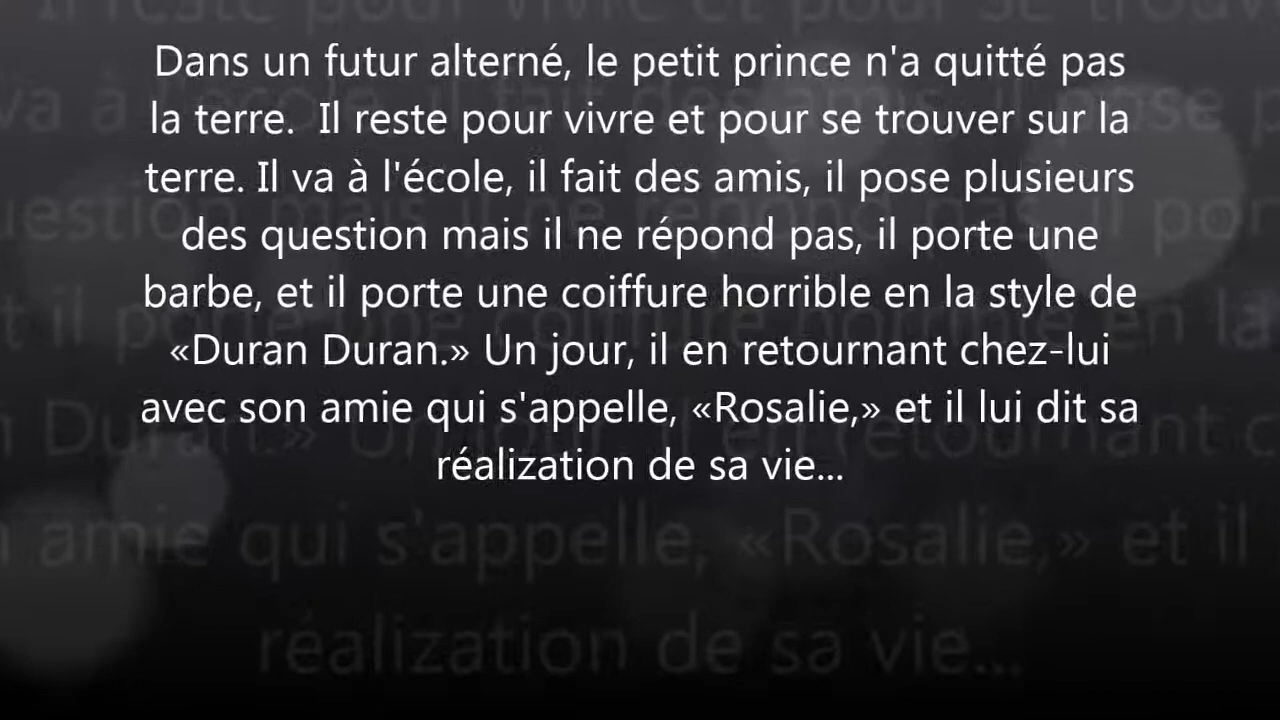 Dans un futur alterné, le petit prince n'a quitté pas
la terre.  Il reste pour vivre et pour se trouver sur la
terre. Il va à l'école, il fait des amis, il pose plusieurs
des question mais il ne répond pas, il porte une
barbe, et il porte une coiffure horrible en la style de
«Duran Duran.» Un jour, il en retournant chez-lui
avec son amie qui s'appelle, «Rosalie,» et il lui dit sa
réalization de sa vie...